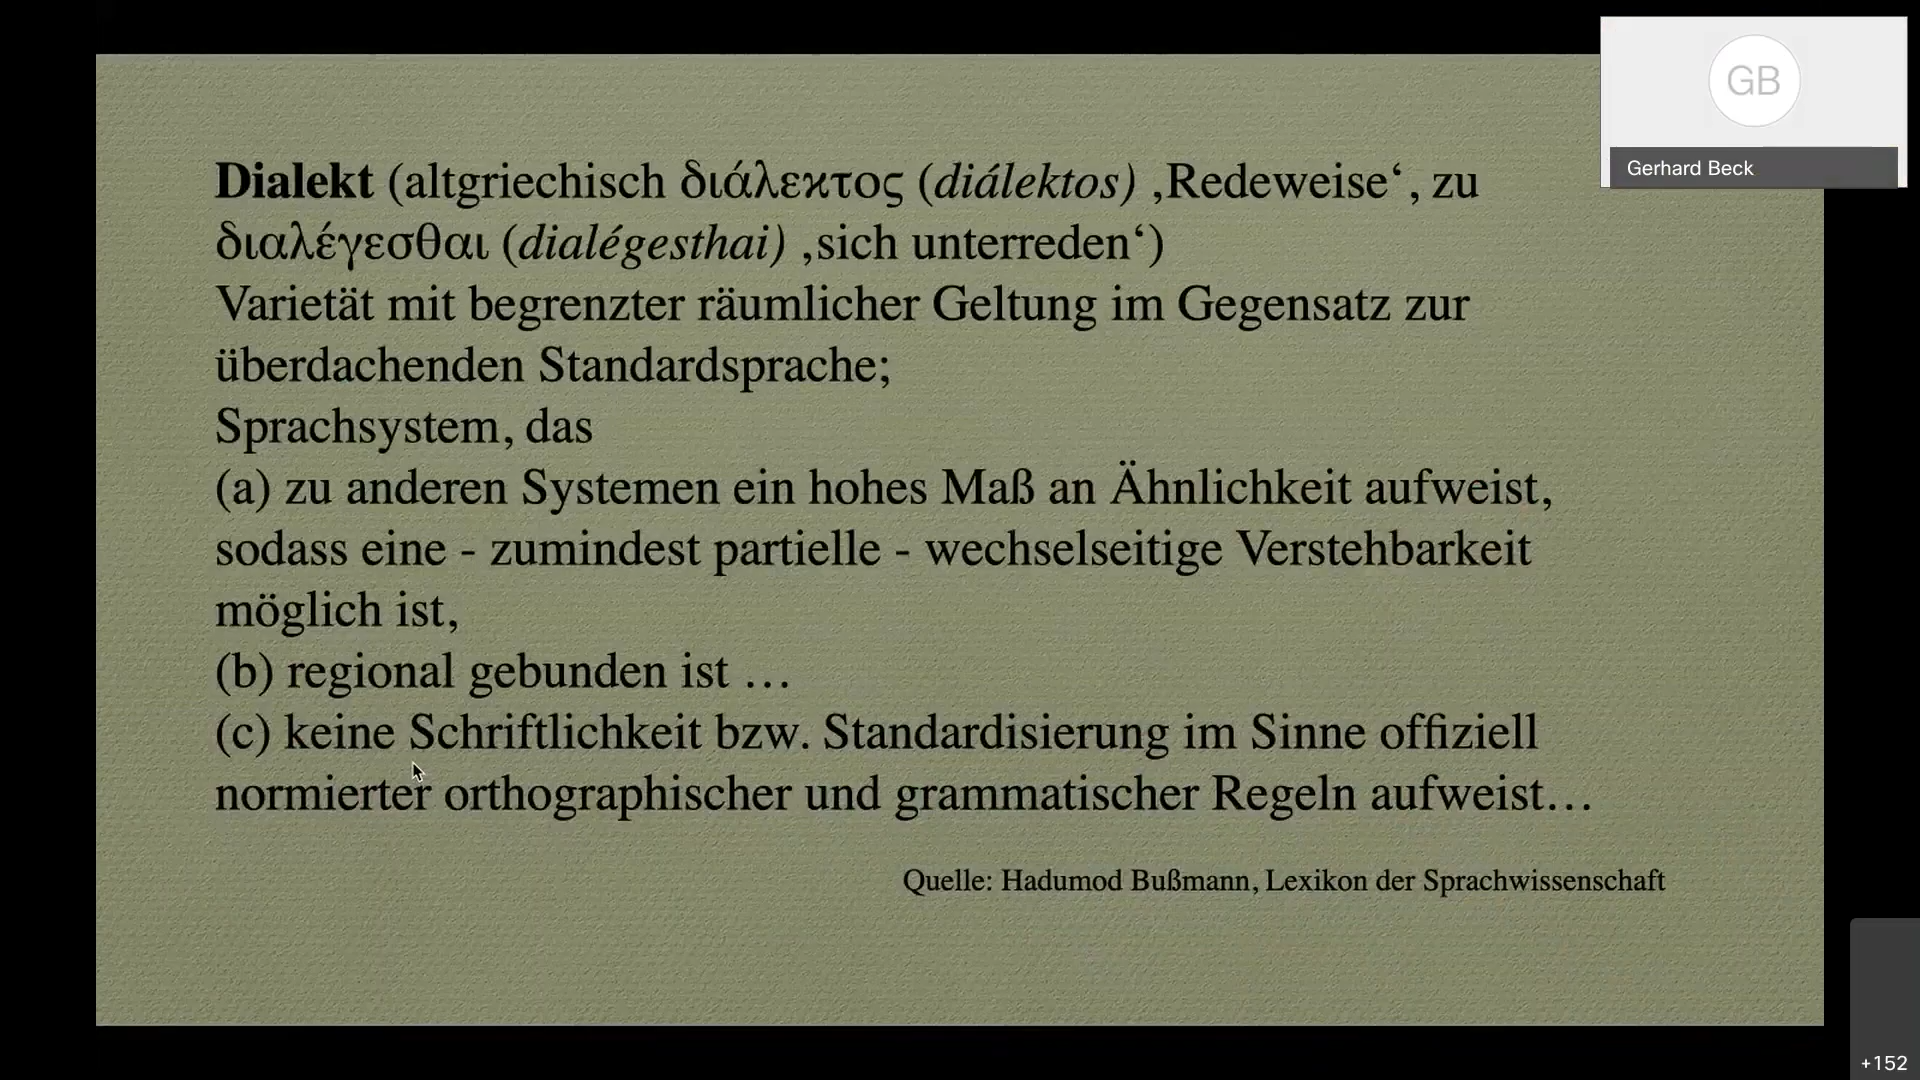 Dialekt (altgriechisch διάλεκτος (diálektos) ‚Redeweise‘, zu
διαλέγεσθαι (dialégesthai) ‚sich unterreden‘)
Varietät mit begrenzter räumlicher Geltung im Gegensatz zur
überdachenden Standardsprache;
Sprachsystem, das
(a) zu anderen Systemen ein hohes Maß an Ähnlichkeit aufweist,
sodass eine - zumindest partielle - wechselseitige Verstehbarkeit
möglich ist,
(b) regional gebunden ist …
(c) keine Schriftlichkeit bzw. Standardisierung im Sinne offiziell
normierter orthographischer und grammatischer Regeln aufweist…
Quelle: Hadumod Bußmann, Lexikon der Sprachwissenschaft
GB
Gerhard Beck
+152